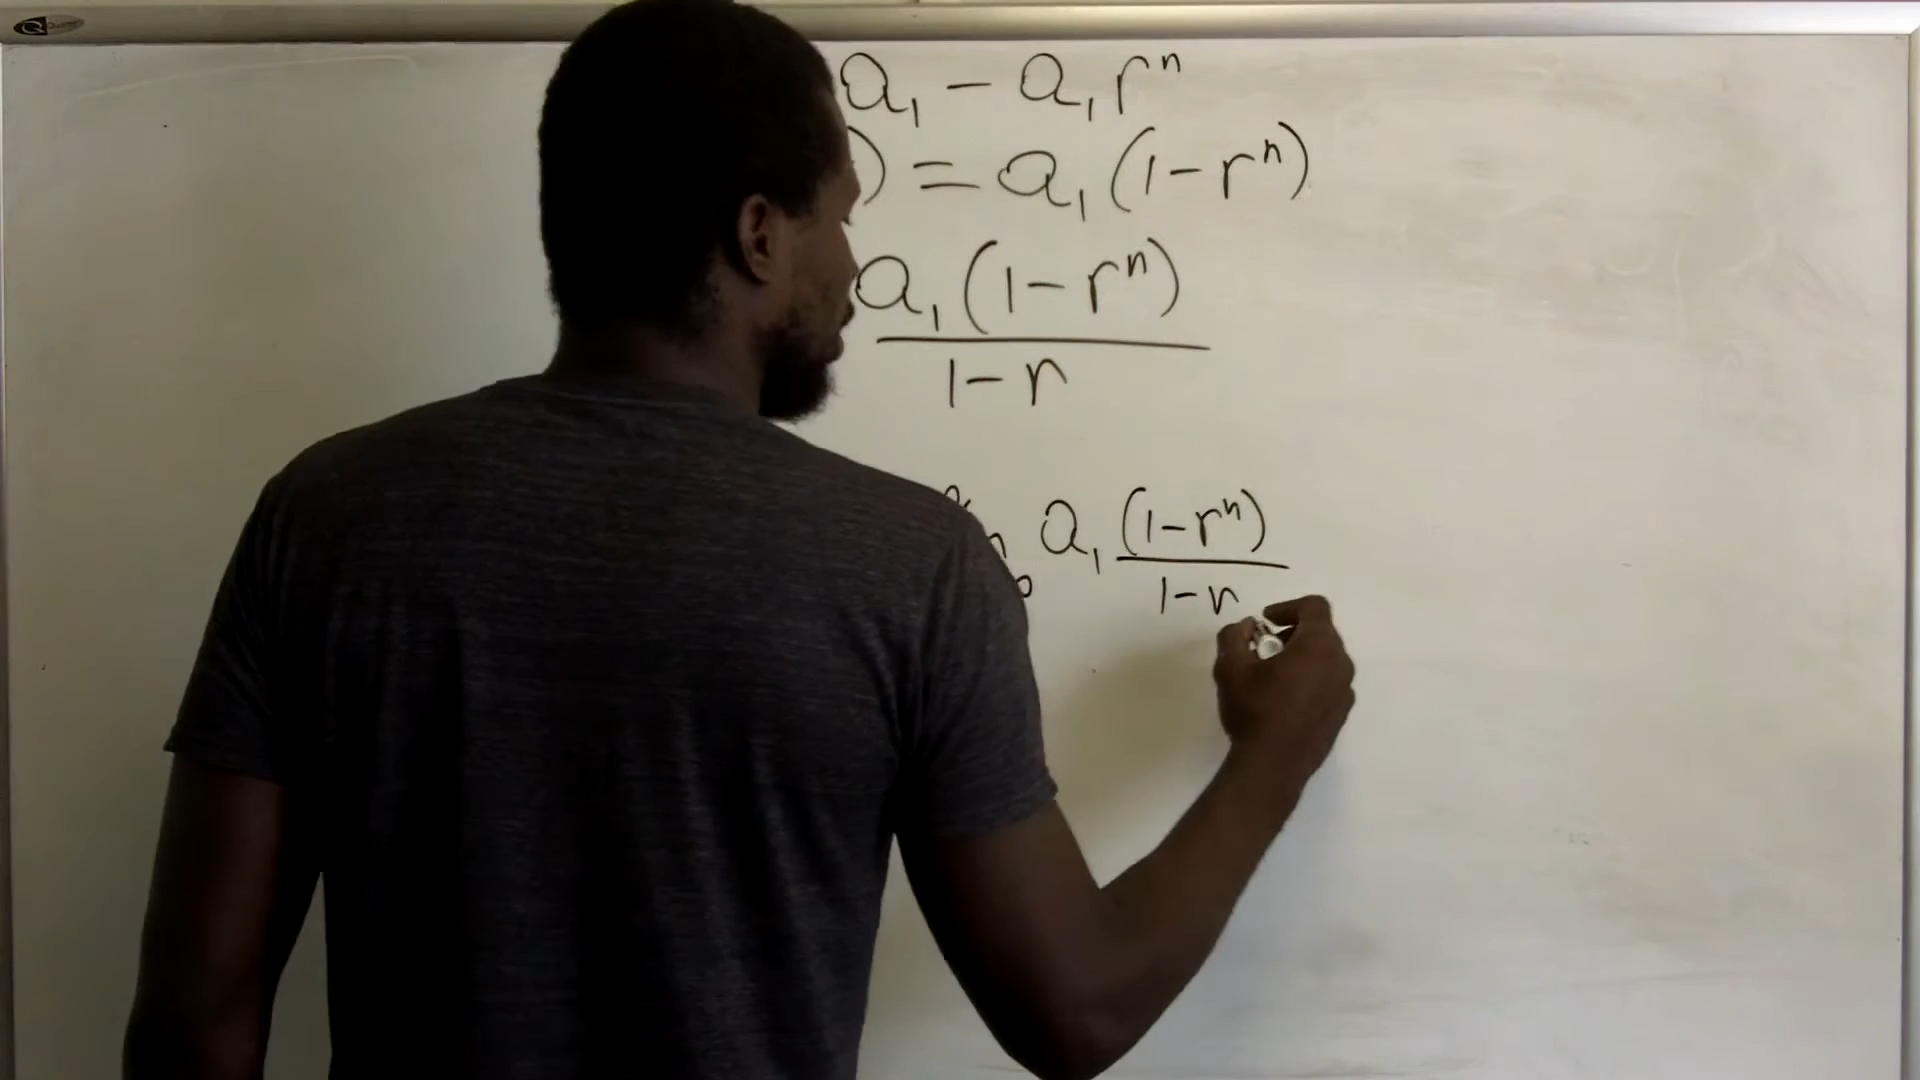 a₁ - a₁rⁿ
) = a₁(1-rⁿ)
a₁(1-rⁿ)
1-r
a₁ (1-rⁿ)
1-r